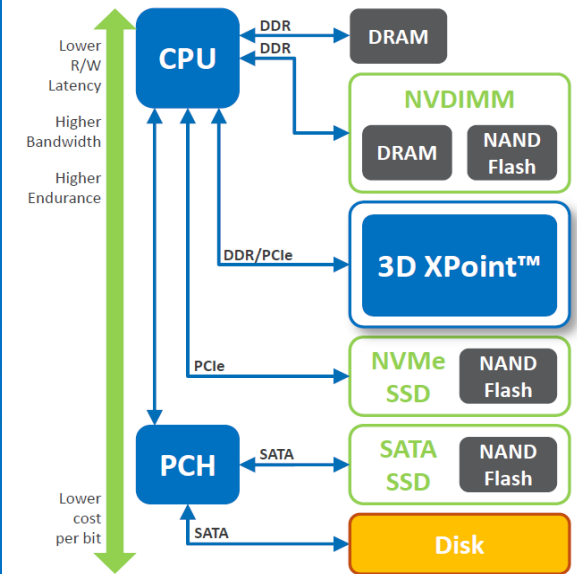 Lower
R/W
Latency
Higher
Bandwidth
Higher
Endurance
Lower
cost
per bit
CPU
DDR
DDR
DRAM
NVDIMM
DRAM
NAND
Flash
DDR/PCIe
3D XPoint™
PCIe
NVMe
SSD
NAND
Flash
PCH
SATA
SATA
SSD
NAND
Flash
SATA
Disk